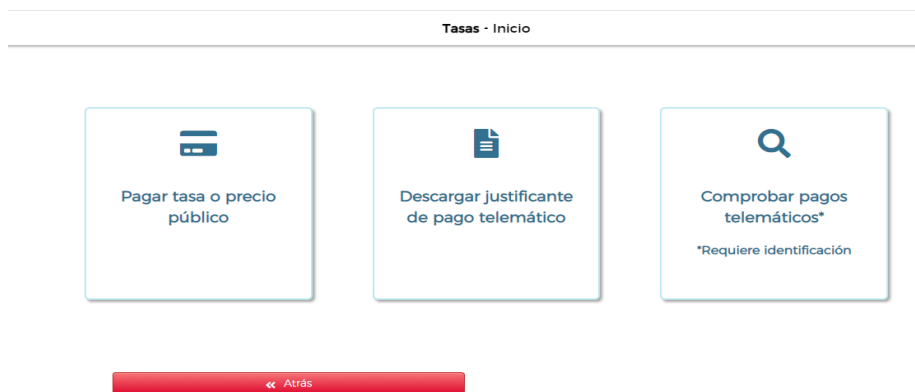 Tasas - Inicio
Pagar tasa o precio
público
Descargar justificante
de pago telemático
Comprobar pagos
telemáticos*
*Requiere identificación
Atrás